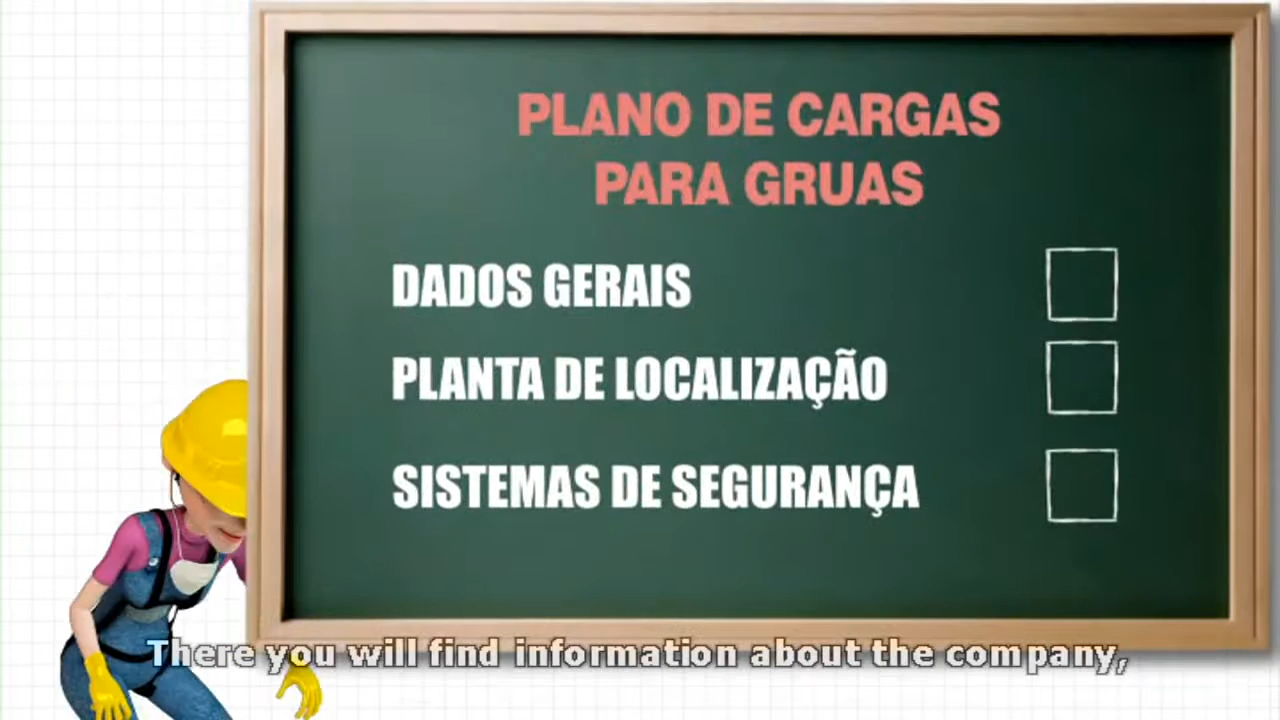 PLANO DE CARGAS
PARA GRUAS
DADOS GERAIS
PLANTA DE LOCALIZAÇÃO
SISTEMAS DE SEGURANÇA
There you will find information about the company,